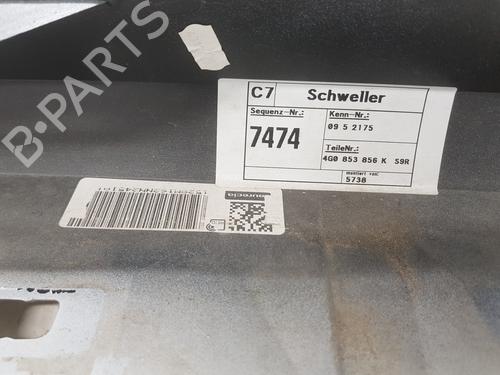 C7 Schweller
Sequenz-Nr.: Kenn-Nr.:
7474 09 5 2175
TeileNr.:
4G0 853 856 K S9R
montiert von:
5738
faurecia
B-PARTS